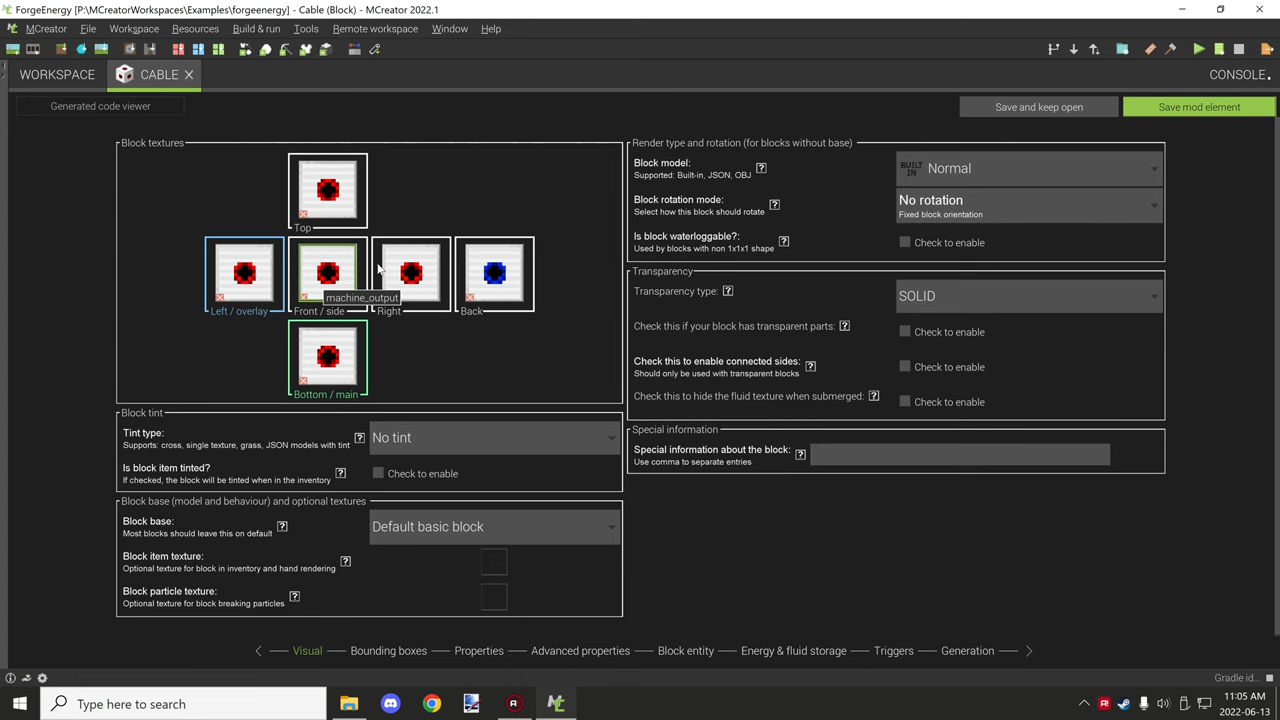 ForgeEnergy [P:\MCreatorWorkspaces\Examples\forgeenergy] - Cable (Block) - MCreator 2022.1
MCreator File Workspace Resources Build & run Tools Remote workspace Window Help
WORKSPACE CABLE CONSOLE
Generated code viewer
Save and keep open Save mod element
Block textures
Top
Left / overlay Front / side Right Back
machine_output
Bottom / main
Block tint
Tint type:
Supports: cross, single texture, grass, JSON models with tint
No tint
Is block item tinted?
If checked, the block will be tinted when in the inventory
Check to enable
Block base (model and behaviour) and optional textures
Block base:
Most blocks should leave this on default
Default basic block
Block item texture:
Optional texture for block in inventory and hand rendering
Block particle texture:
Optional texture for block breaking particles
Render type and rotation (for blocks without base)
Block model:
Supported: Built-in, JSON, OBJ
BUILT IN Normal
Block rotation mode:
Select how this block should rotate
No rotation
Fixed block orientation
Is block waterloggable?:
Used by blocks with non 1x1x1 shape
Check to enable
Transparency
Transparency type:
SOLID
Check this if your block has transparent parts:
Check to enable
Check this to enable connected sides:
Should only be used with transparent blocks
Check to enable
Check this to hide the fluid texture when submerged:
Check to enable
Special information
Special information about the block:
Use comma to separate entries
Visual Bounding boxes Properties Advanced properties Block entity Energy & fluid storage Triggers Generation
Gradle id...
Type here to search
11:05 AM
2022-06-13